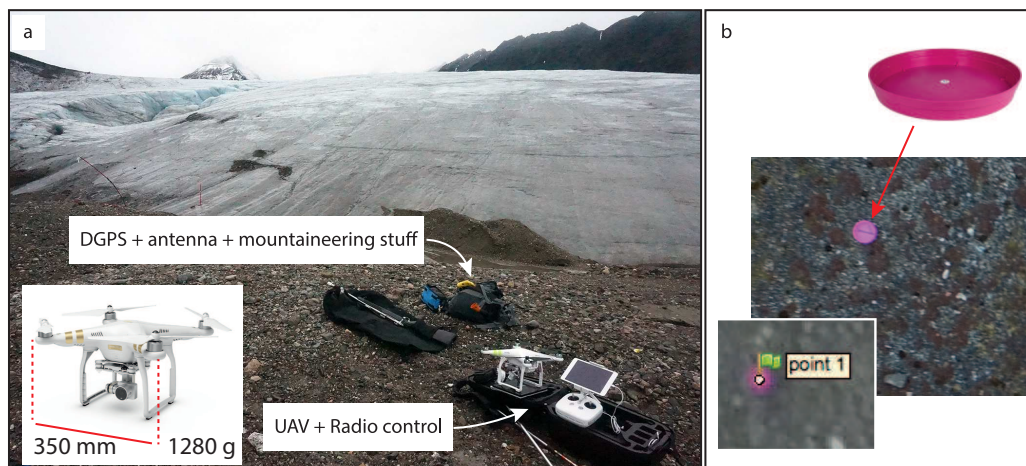 a
DGPS + antenna + mountaineering stuff
UAV + Radio control
350 mm
1280 g
b
point 1